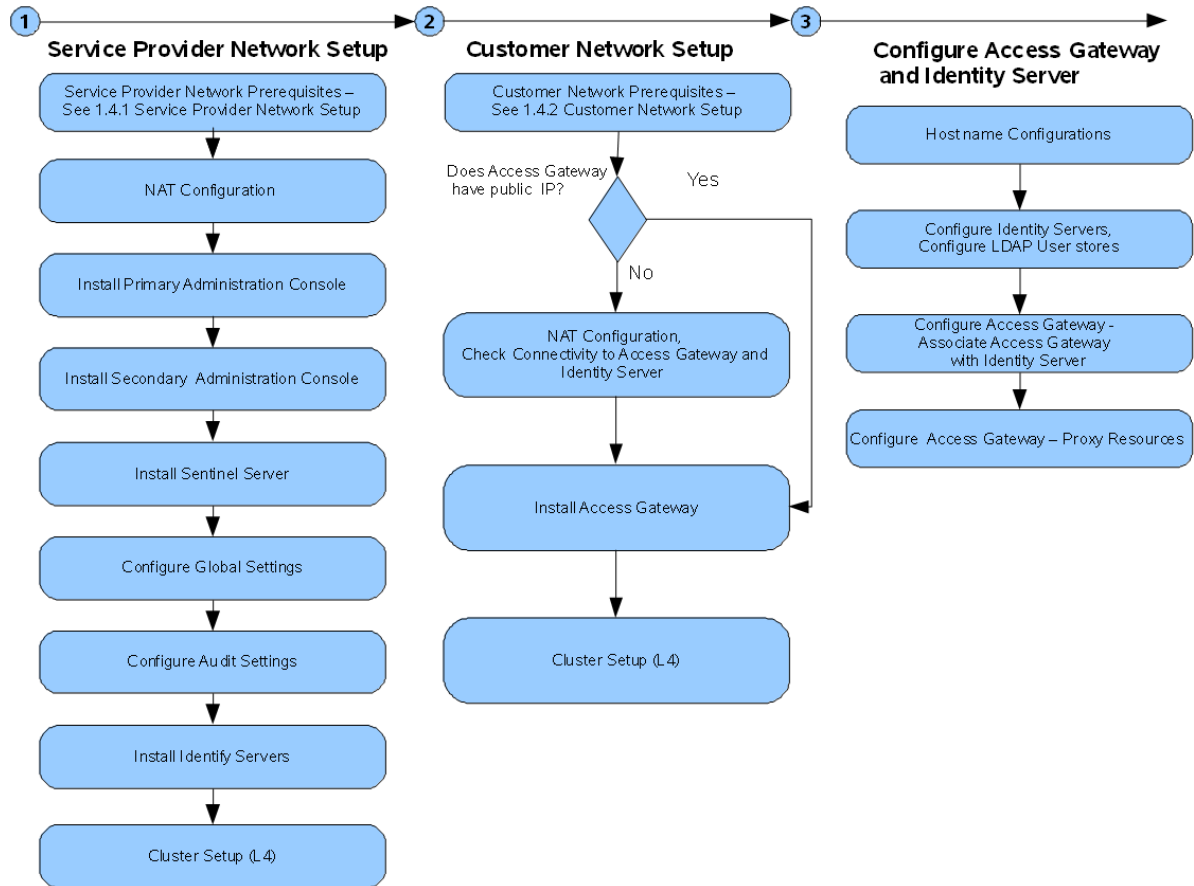 1
Service Provider Network Setup
Service Provider Network Prerequisites –
See 1.4.1 Service Provider Network Setup
NAT Configuration
Install Primary Administration Console
Install Secondary Administration Console
Install Sentinel Server
Configure Global Settings
Configure Audit Settings
Install Identify Servers
Cluster Setup (L4)
2
Customer Network Setup
Customer Network Prerequisites –
See 1.4.2 Customer Network Setup
Does Access Gateway
have public IP?
Yes
No
NAT Configuration,
Check Connectivity to Access Gateway and
Identity Server
Install Access Gateway
Cluster Setup (L4)
3
Configure Access Gateway
and Identity Server
Hostname Configurations
Configure Identity Servers,
Configure LDAP User stores
Configure Access Gateway -
Associate Access Gateway
with Identity Server
Configure Access Gateway – Proxy Resources